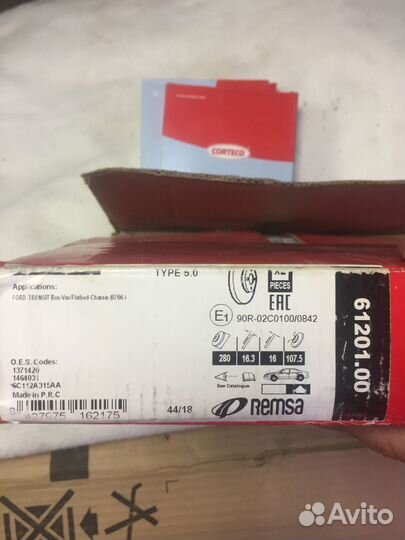 CORTECO
TYPE 5.0
X2
PIECES
Applications:
FORD TRANSIT Bus/Van/Flatbed-Chassis (07/06-)
EAC
E1 90R-02C0100/0842
61201.00
280 16.3 16 107.5
See Catalogue
O.E.S. Codes:
1371420
6C112A315AA
Made in P.R.C
162175
44/18
Remsa
Avito